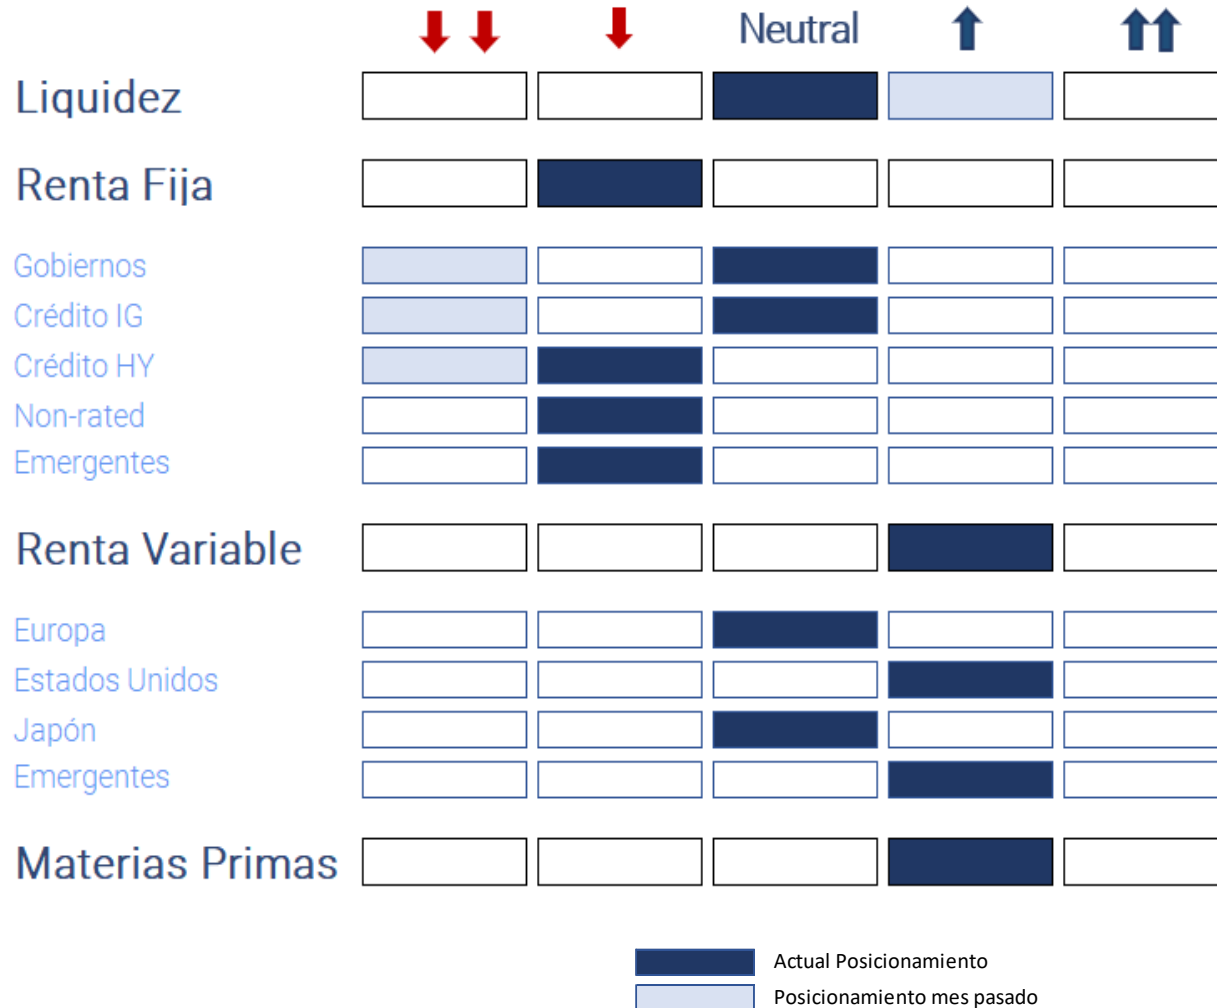 Neutral
Liquidez
Renta Fija
Gobiernos
Crédito IG
Crédito HY
Non-rated
Emergentes
Renta Variable
Europa
Estados Unidos
Japón
Emergentes
Materias Primas
Actual Posicionamiento
Posicionamiento mes pasado